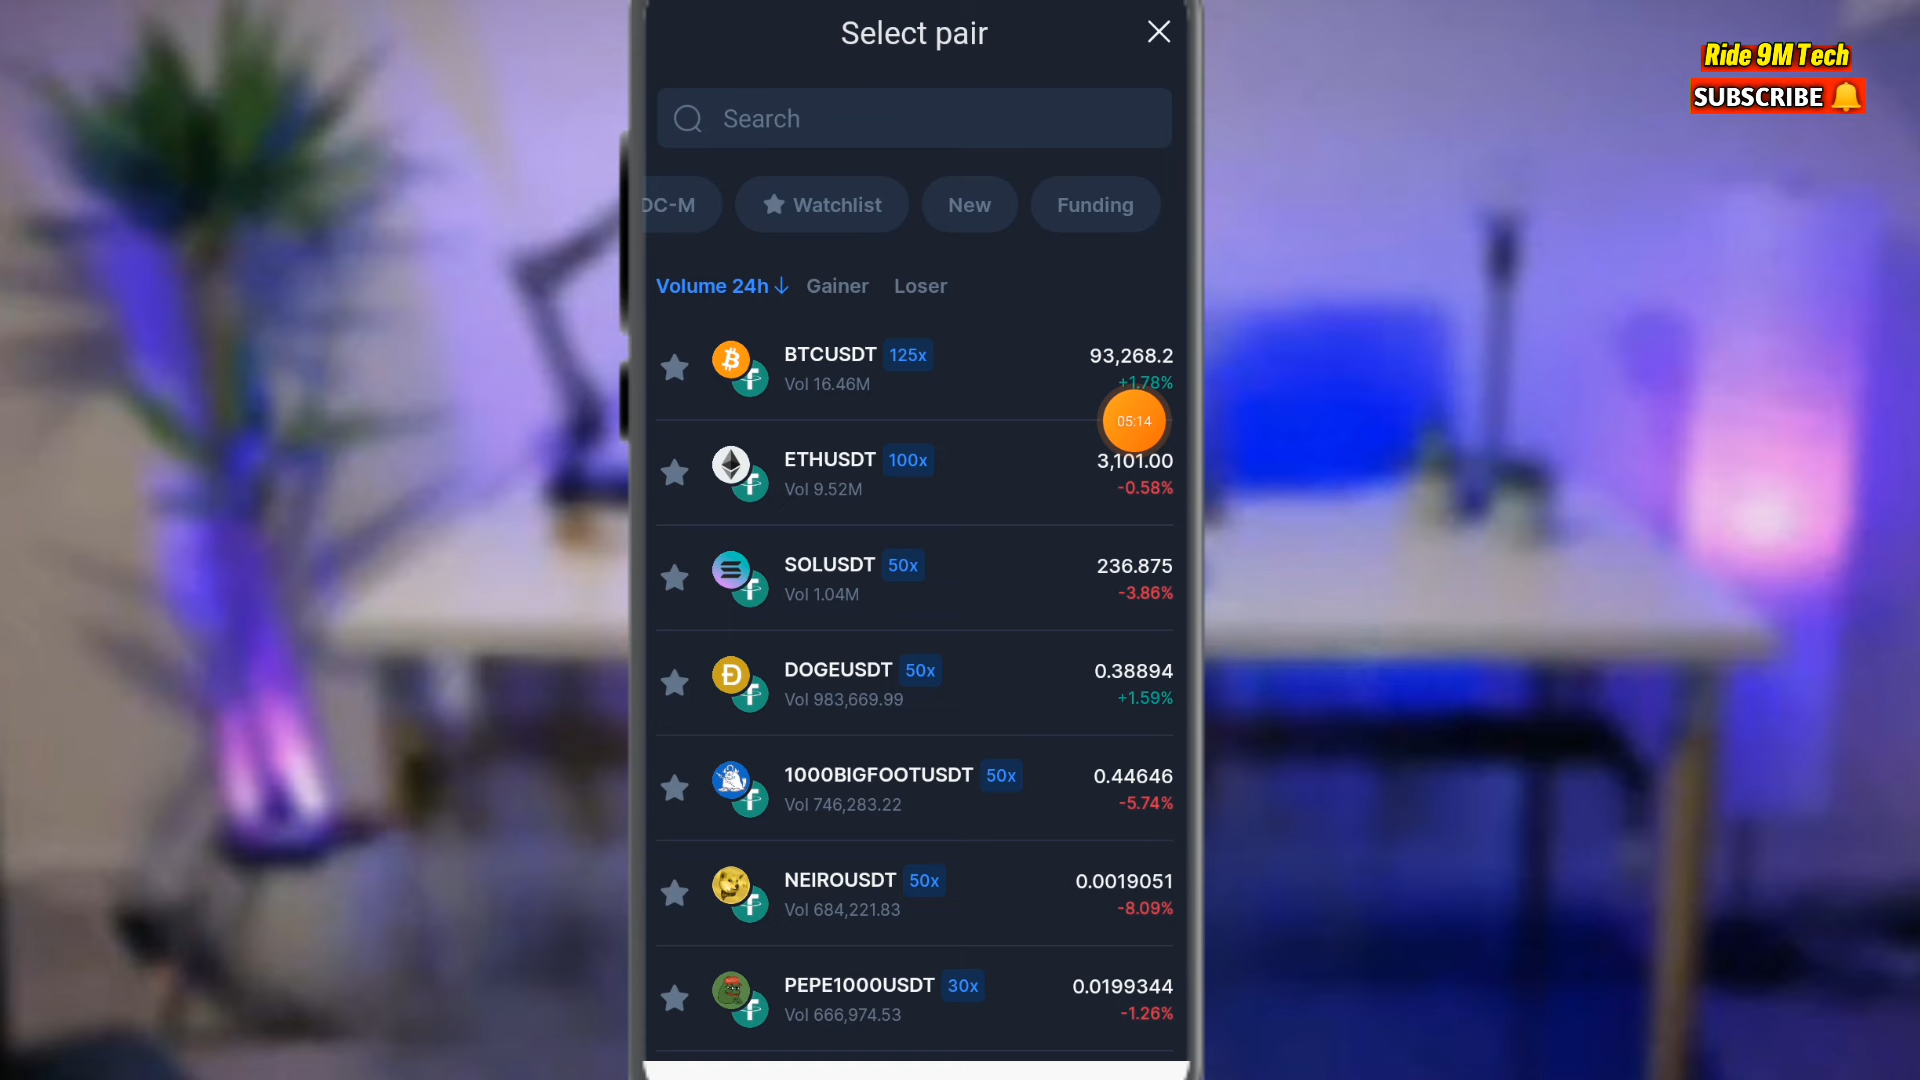 Select pair
Ride 9M Tech
SUBSCRIBE
Search
DC-M
Watchlist
New
Funding
Volume 24h
Gainer
Loser
BTCUSDT 125x 93,268.2
Vol 16.46M +1.78%
05:14
ETHUSDT 100x 3,101.00
Vol 9.52M -0.58%
SOLUSDT 50x 236.875
Vol 1.04M -3.86%
DOGEUSDT 50x 0.38894
Vol 983,669.99 +1.59%
1000BIGFOOTUSDT 50x 0.44646
Vol 746,283.22 -5.74%
NEIROUSDT 50x 0.0019051
Vol 684,221.83 -8.09%
PEPE1000USDT 30x 0.0199344
Vol 666,974.53 -1.26%